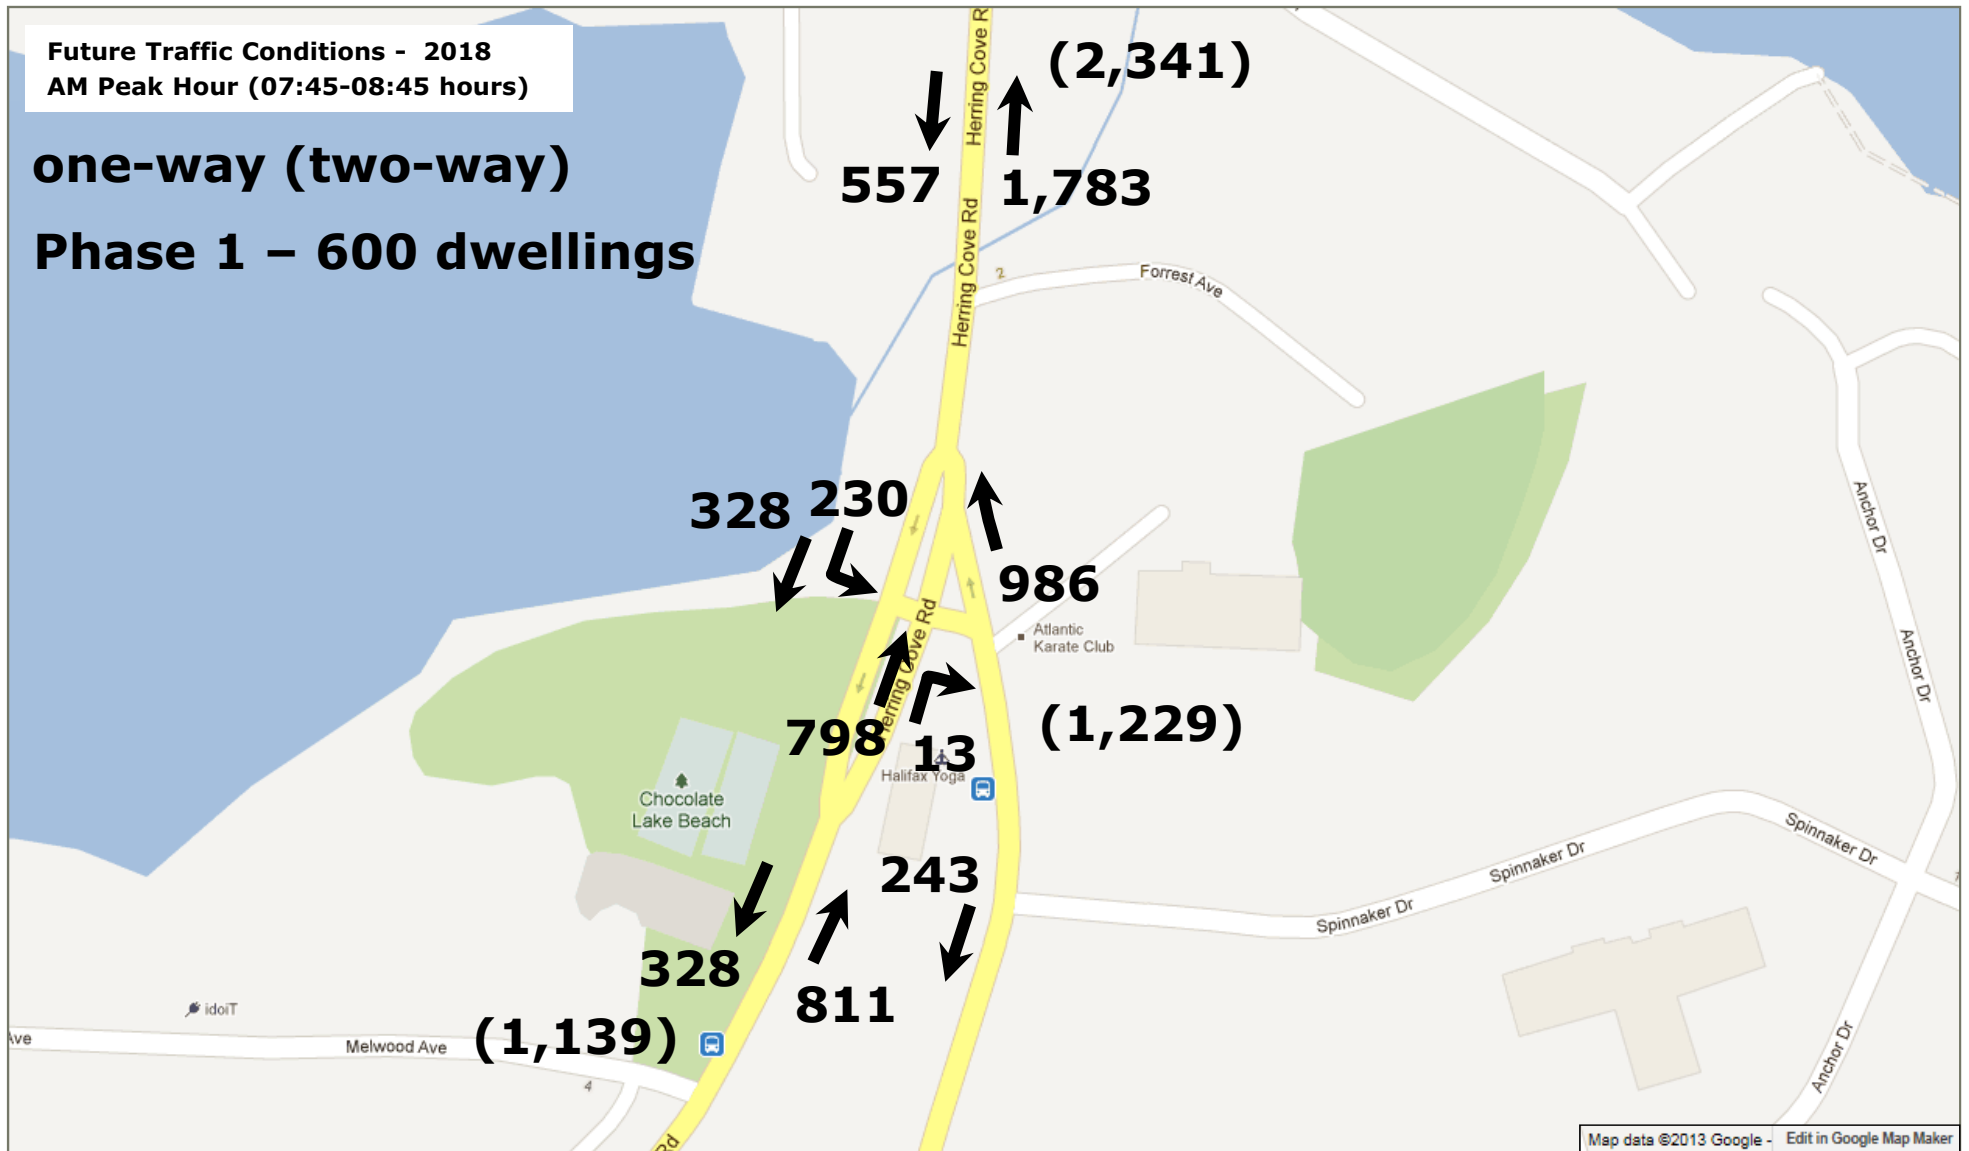 Future Traffic Conditions -  2018
AM Peak Hour (07:45-08:45 hours)
one-way (two-way)
Phase 1 – 600 dwellings
Herring Cove R
(2,341)
557
1,783
Herring Cove Rd
2
Forrest Ave
328
230
986
Anchor Dr
Herring Cove Rd
Atlantic
Karate Club
Anchor Dr
798
13
(1,229)
Halifax Yoga
Chocolate
Lake Beach
243
Spinnaker Dr
Spinnaker Dr
Spinnaker Dr
328
811
idoiT
Ave
Melwood Ave
(1,139)
4
Anchor Dr
Rd
Map data ©2013 Google -
Edit in Google Map Maker